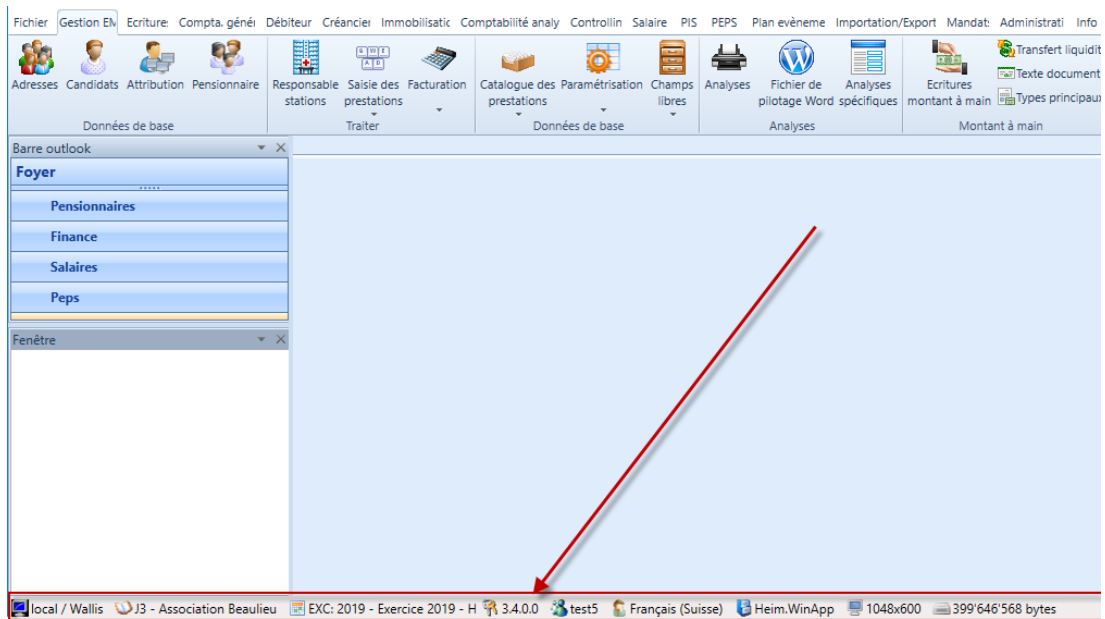 Fichier Gestion EM Ecriture: Compta. génér Débiteur Créancier Immobilisatic Comptabilité analy Controllin Salaire PIS PEPS Plan evèneme Importation/Export Mandat: Administrati Info
Adresses Candidats Attribution Pensionnaire Responsable stations Saisie des prestations Facturation Catalogue des prestations Paramétrisation Champs libres Analyses Fichier de pilotage Word Analyses spécifiques Ecritures montant à main
Transfert liquidit
Texte document
Types principaux
Données de base Traiter Données de base Analyses Montant à main
Barre outlook
Foyer
Pensionnaires
Finance
Salaires
Peps
Fenêtre
local / Wallis J3 - Association Beaulieu EXC: 2019 - Exercice 2019 - H 3.4.0.0 test5 Français (Suisse) Heim.WinApp 1048x600 399'646'568 bytes